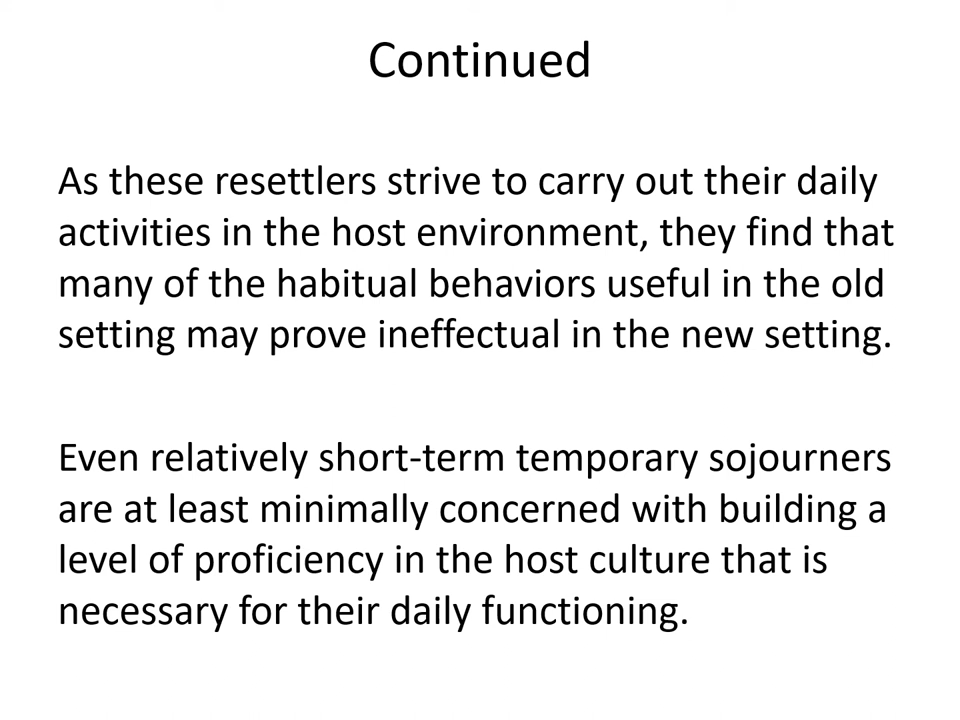 Continued
As these resettlers strive to carry out their daily
activities in the host environment, they find that
many of the habitual behaviors useful in the old
setting may prove ineffectual in the new setting.
Even relatively short-term temporary sojourners
are at least minimally concerned with building a
level of proficiency in the host culture that is
necessary for their daily functioning.